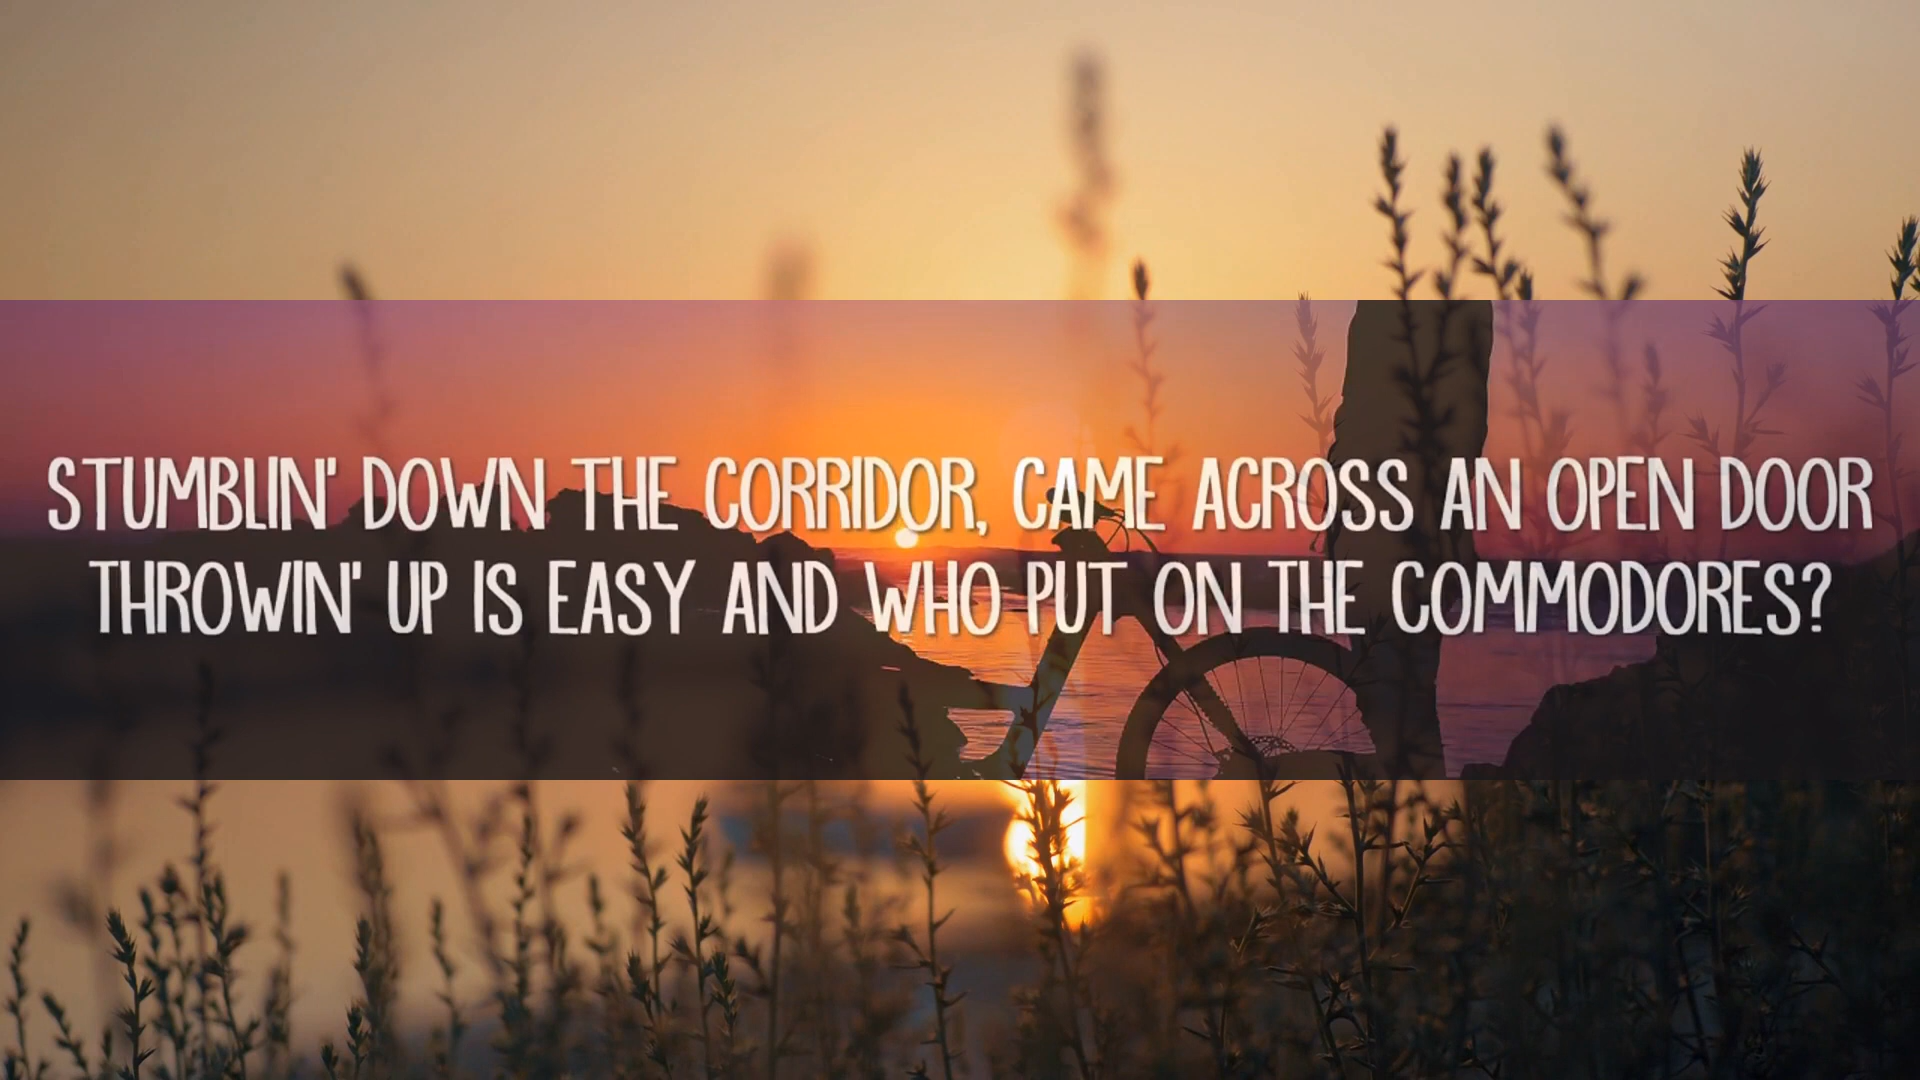 STUMBLIN' DOWN THE CORRIDOR, CAME ACROSS AN OPEN DOOR
THROWIN' UP IS EASY AND WHO PUT ON THE COMMODORES?